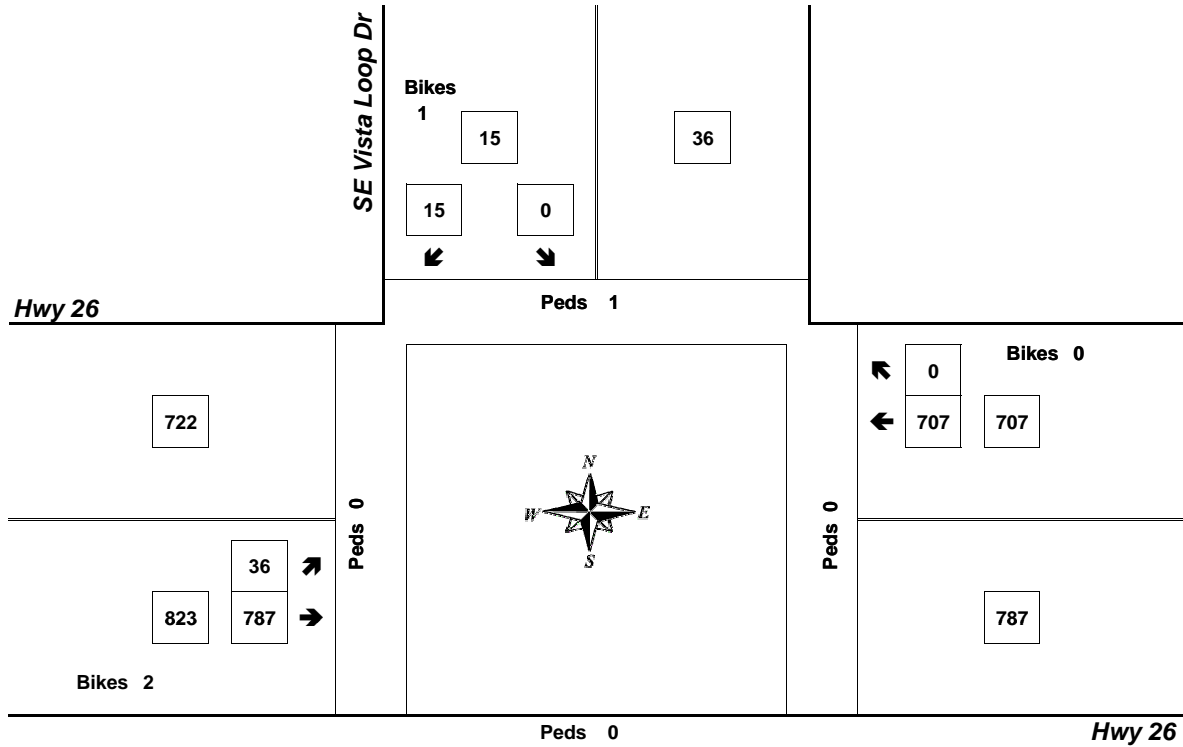 SE Vista Loop Dr
Bikes
1
15
36
15 0
Peds 1
Hwy 26
Bikes 0
0
722
707 707
N
W E
S
Peds 0
Peds 0
36
823 787
787
Bikes 2
Peds 0
Hwy 26